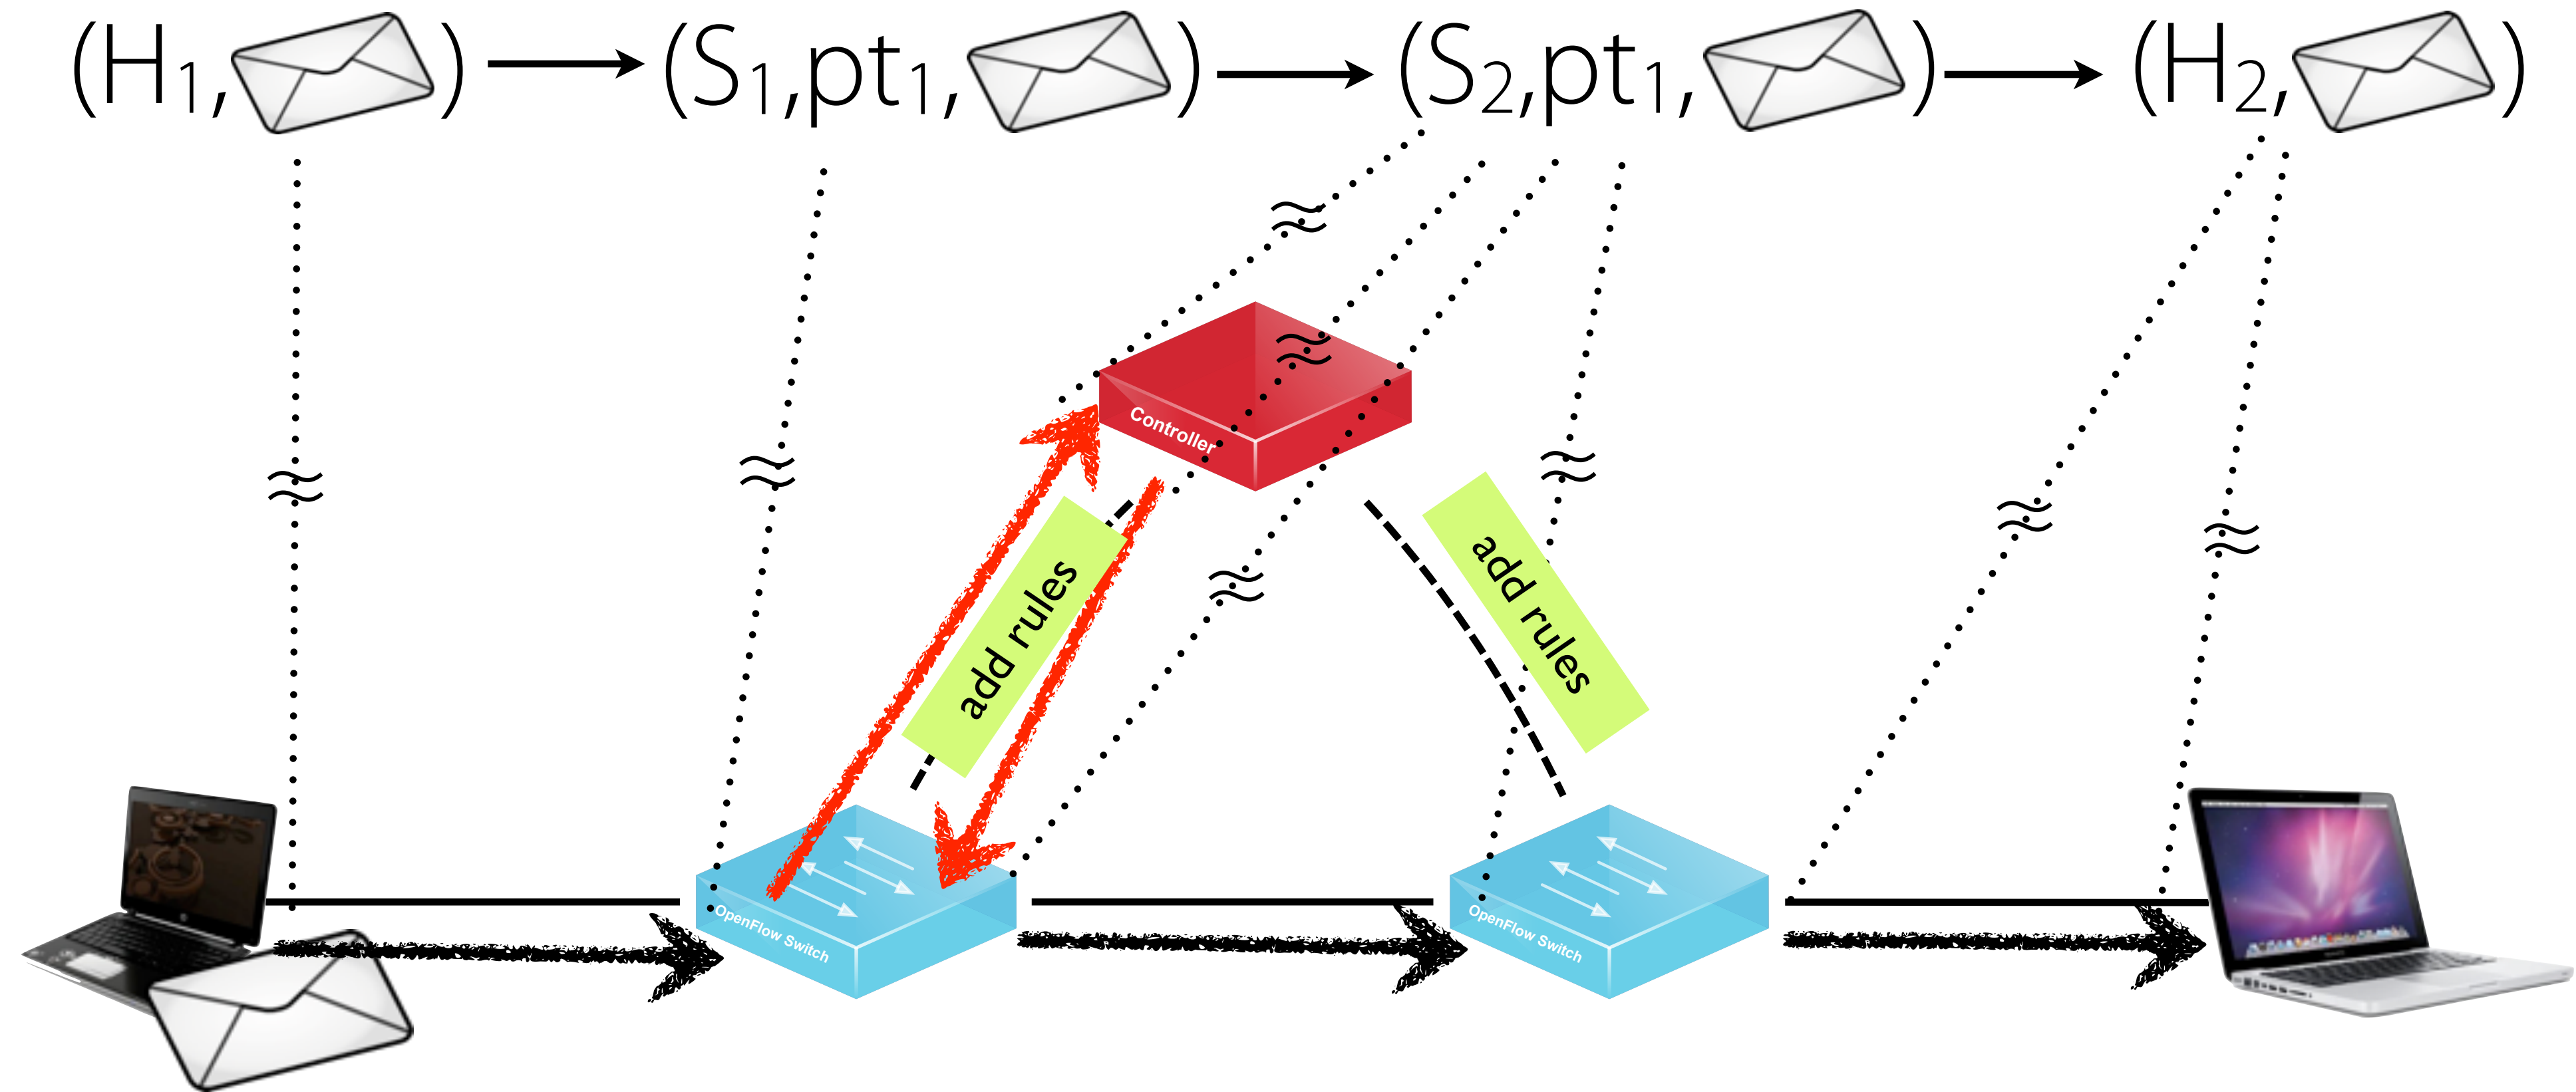 (H₁, ) → (S₁,pt₁, ) → (S₂,pt₁, ) → (H₂, )
≈ ≈ ≈ ≈ ≈ ≈ ≈ ≈
Controller
add rules
add rules
OpenFlow Switch
OpenFlow Switch